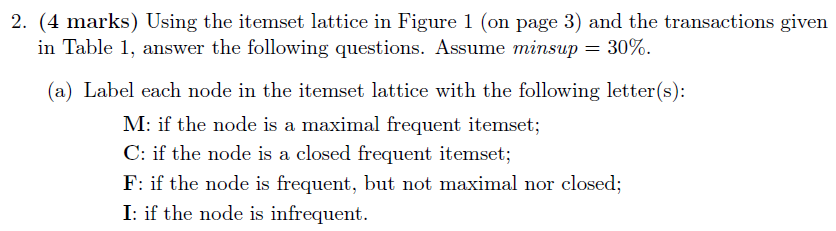 2. (4 marks) Using the itemset lattice in Figure 1 (on page 3) and the transactions given
in Table 1, answer the following questions. Assume minsup = 30%.
(a) Label each node in the itemset lattice with the following letter(s):
M: if the node is a maximal frequent itemset;
C: if the node is a closed frequent itemset;
F: if the node is frequent, but not maximal nor closed;
I: if the node is infrequent.